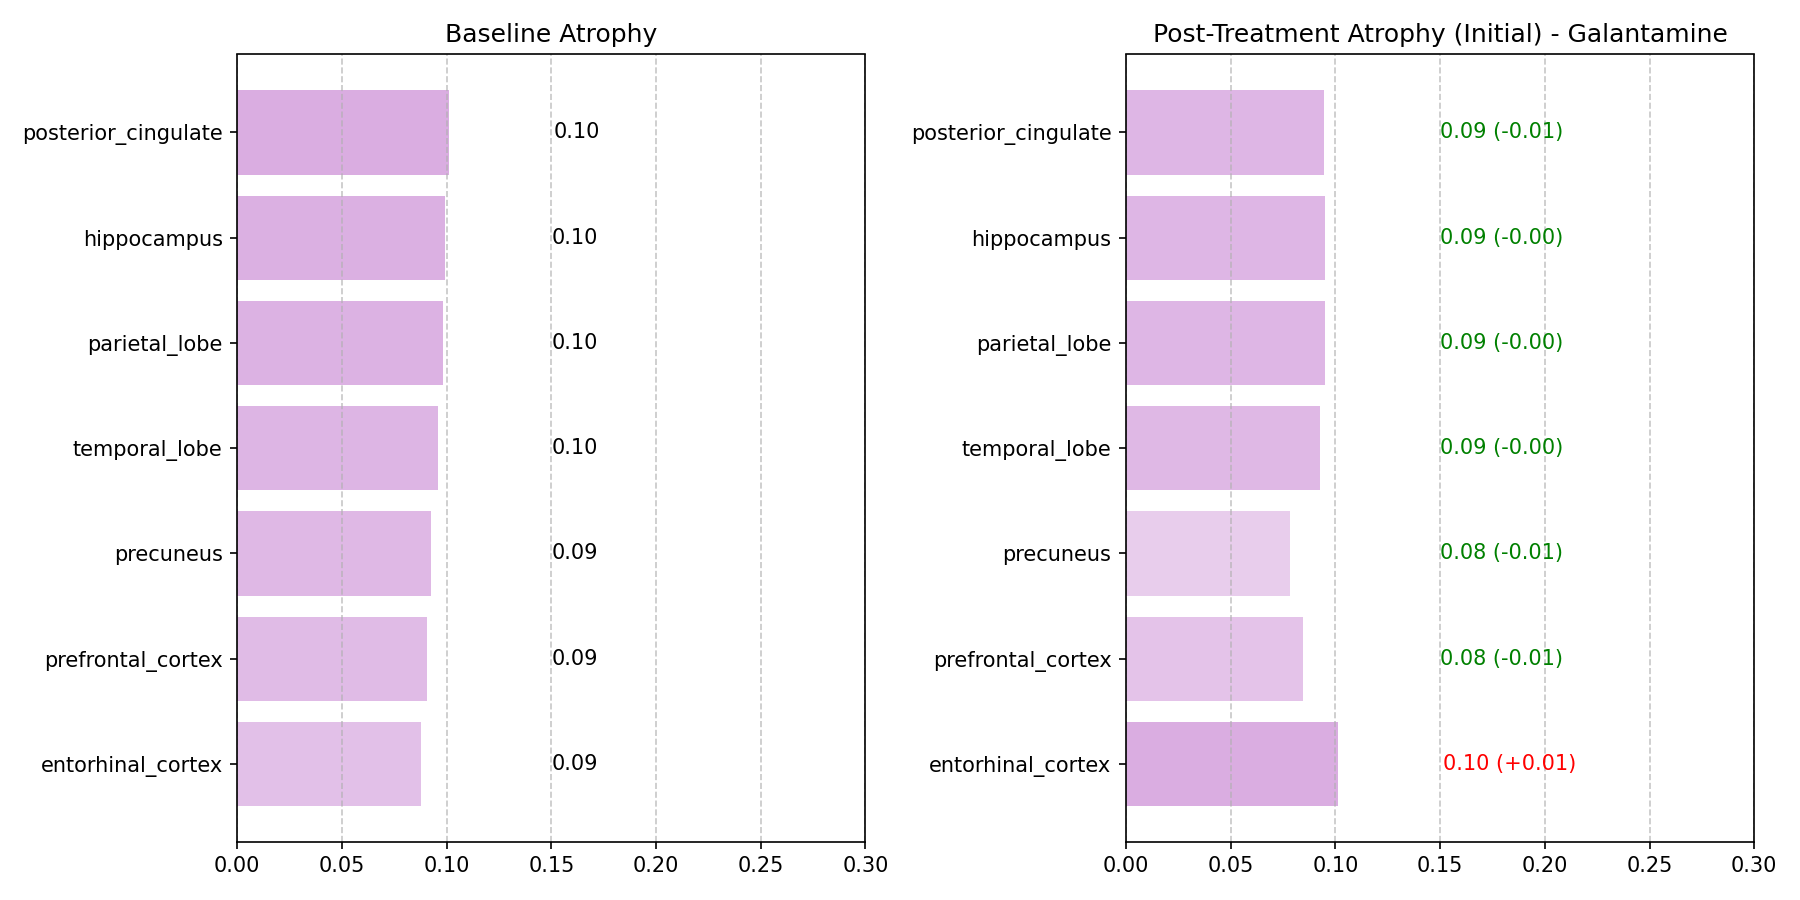 Baseline Atrophy
posterior_cingulate
0.10
hippocampus
0.10
parietal_lobe
0.10
temporal_lobe
0.10
precuneus
0.09
prefrontal_cortex
0.09
entorhinal_cortex
0.09
0.00 0.05 0.10 0.15 0.20 0.25 0.30
Post-Treatment Atrophy (Initial) - Galantamine
posterior_cingulate
0.09 (-0.01)
hippocampus
0.09 (-0.00)
parietal_lobe
0.09 (-0.00)
temporal_lobe
0.09 (-0.00)
precuneus
0.08 (-0.01)
prefrontal_cortex
0.08 (-0.01)
entorhinal_cortex
0.10 (+0.01)
0.00 0.05 0.10 0.15 0.20 0.25 0.30